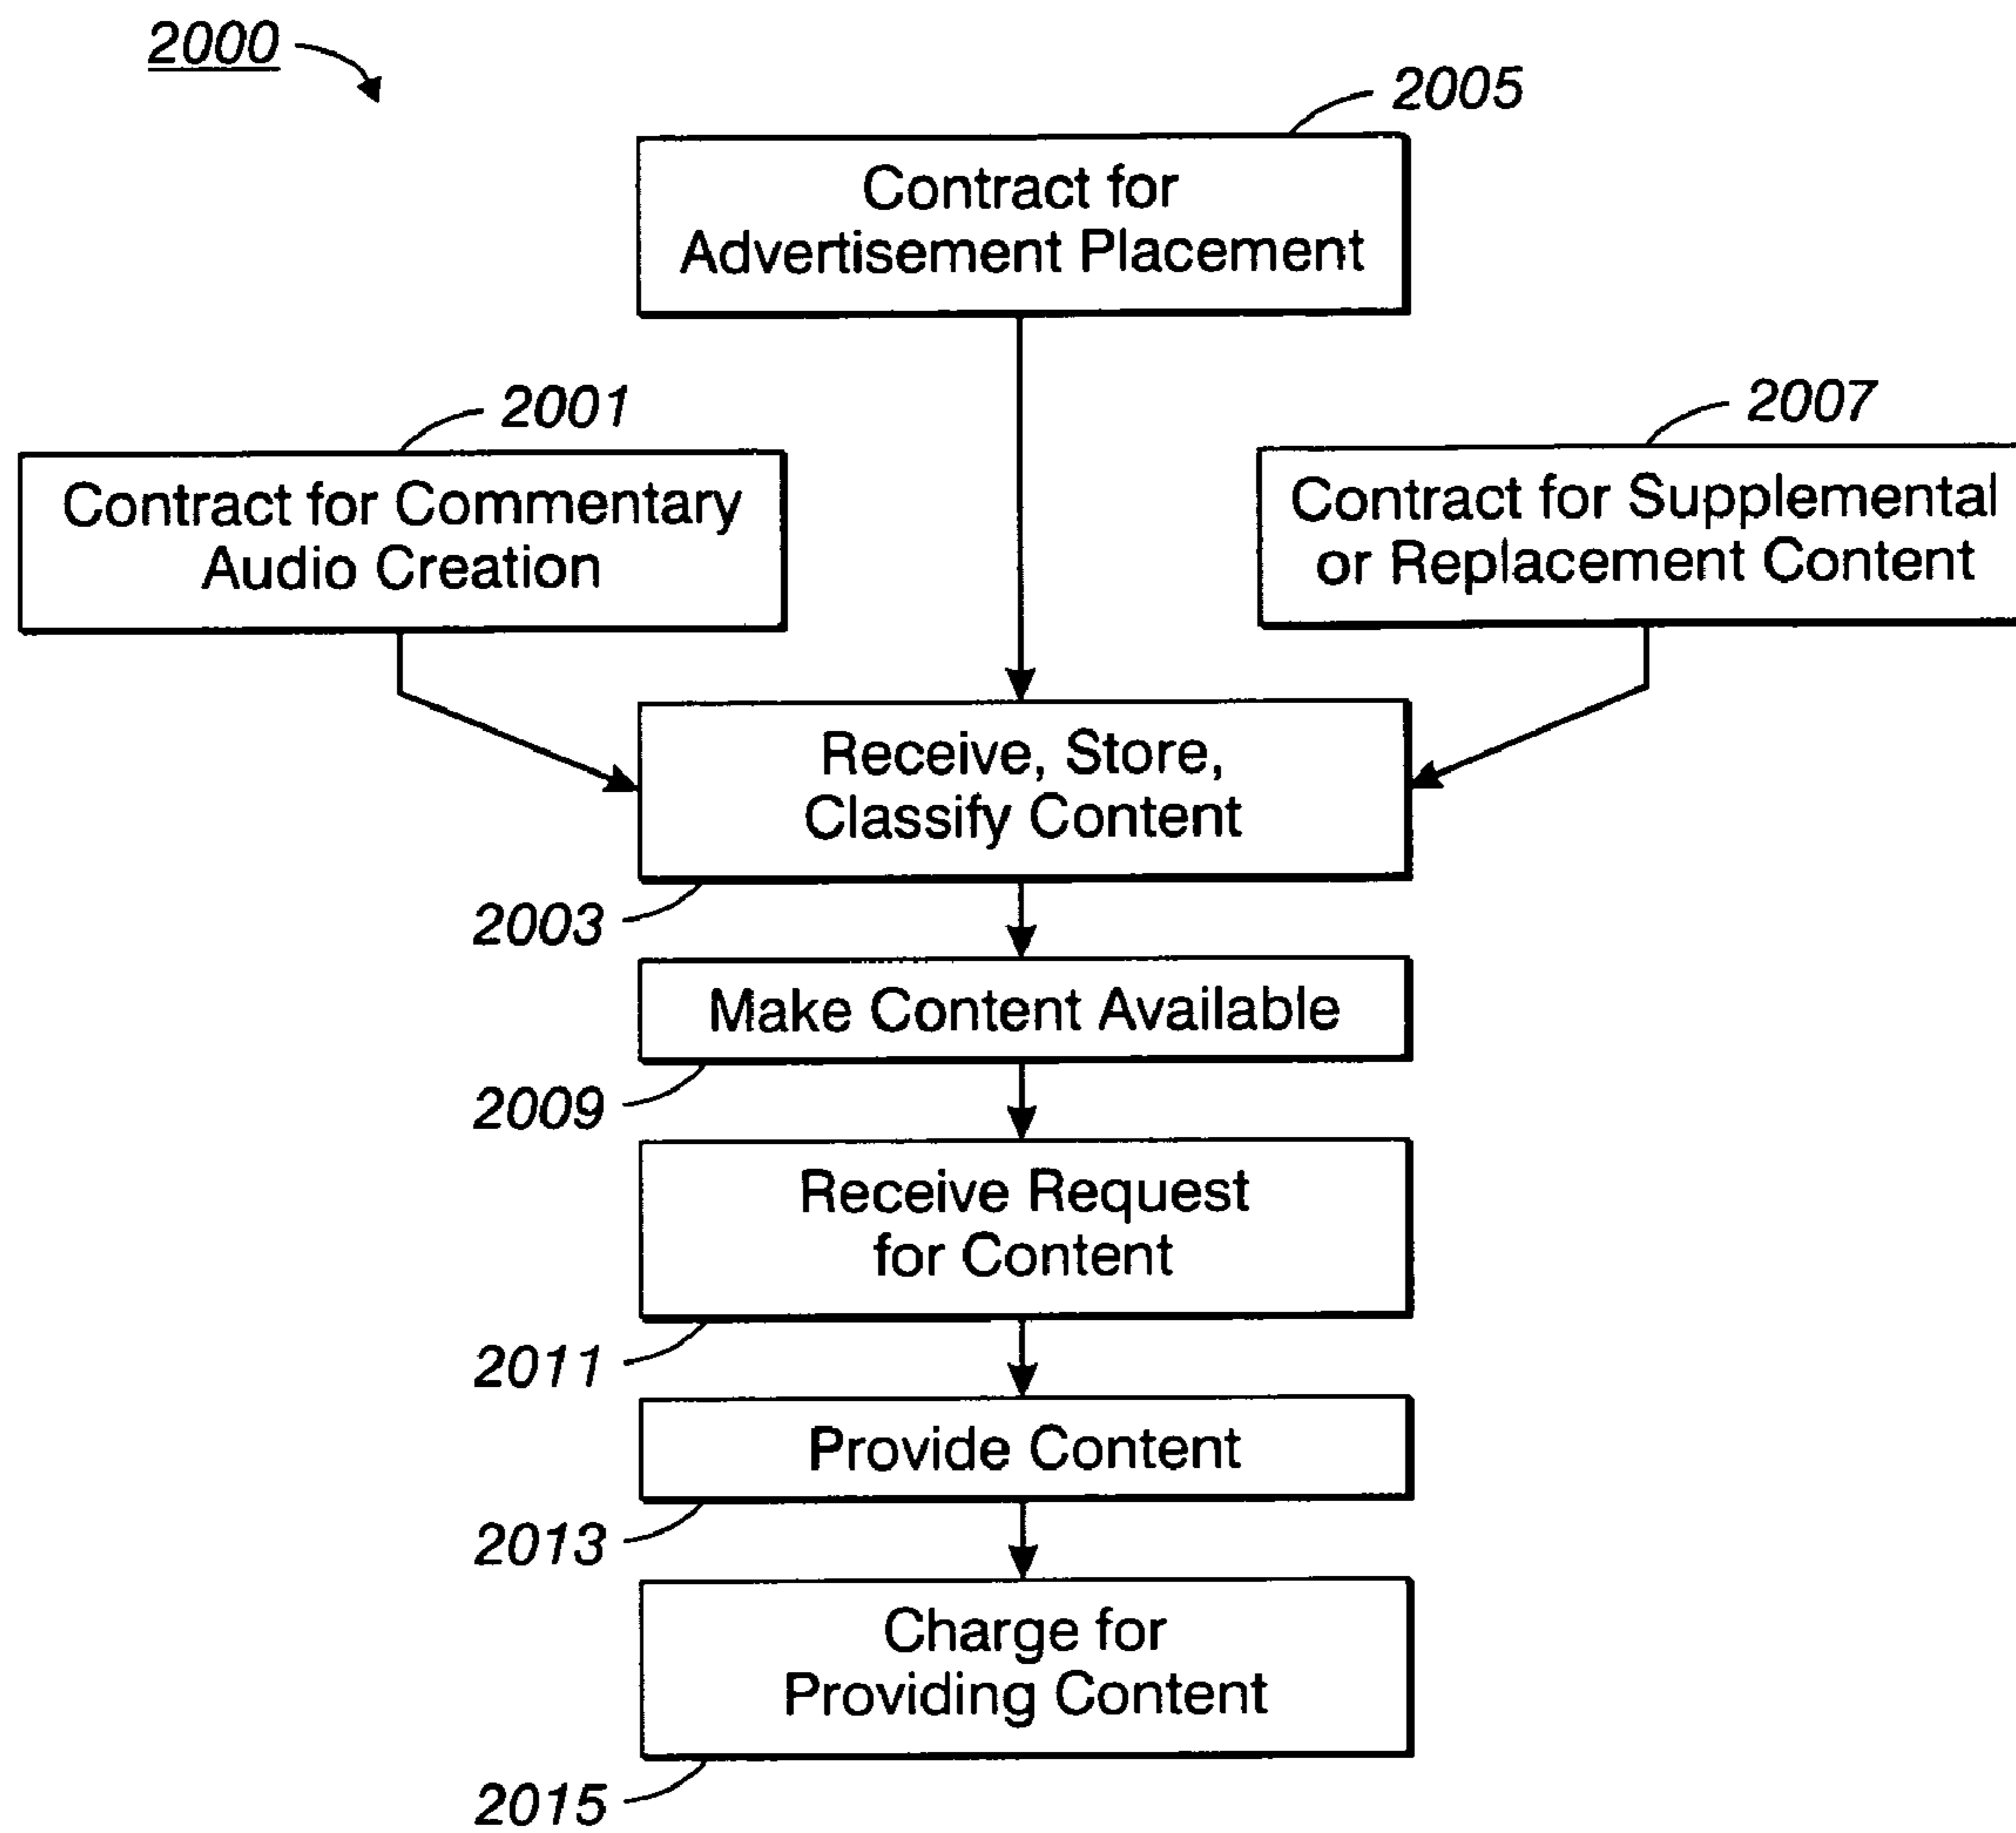 2000
2005
Contract for
Advertisement Placement
2001
Contract for Commentary
Audio Creation
2007
Contract for Supplemental
or Replacement Content
Receive, Store,
Classify Content
2003
Make Content Available
2009
Receive Request
for Content
2011
Provide Content
2013
Charge for
Providing Content
2015